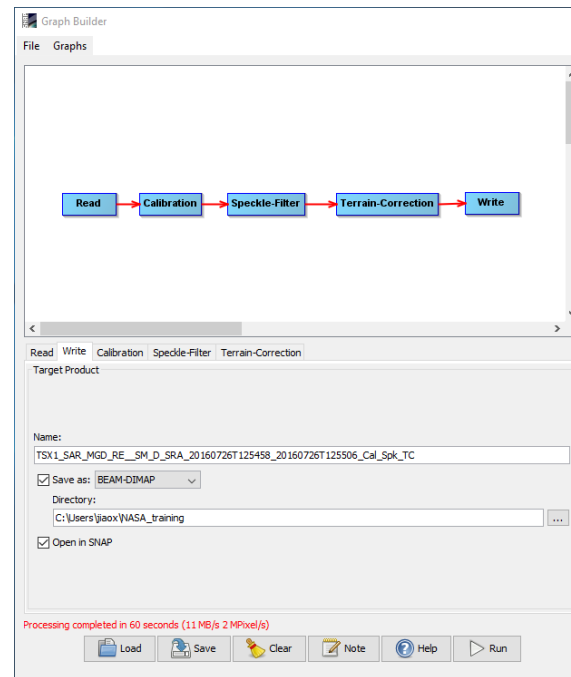 Graph Builder
File Graphs
Read Calibration Speckle-Filter Terrain-Correction Write
Read Write Calibration Speckle-Filter Terrain-Correction
Target Product
Name:
TSX1_SAR_MGD_RE__SM_D_SRA_20160726T125458_20160726T125506_Cal_Spk_TC
Save as: BEAM-DIMAP
Directory:
C:\Users\jiaox\NASA_training
...
Open in SNAP
Processing completed in 60 seconds (11 MB/s 2 MPixel/s)
Load Save Clear Note Help Run